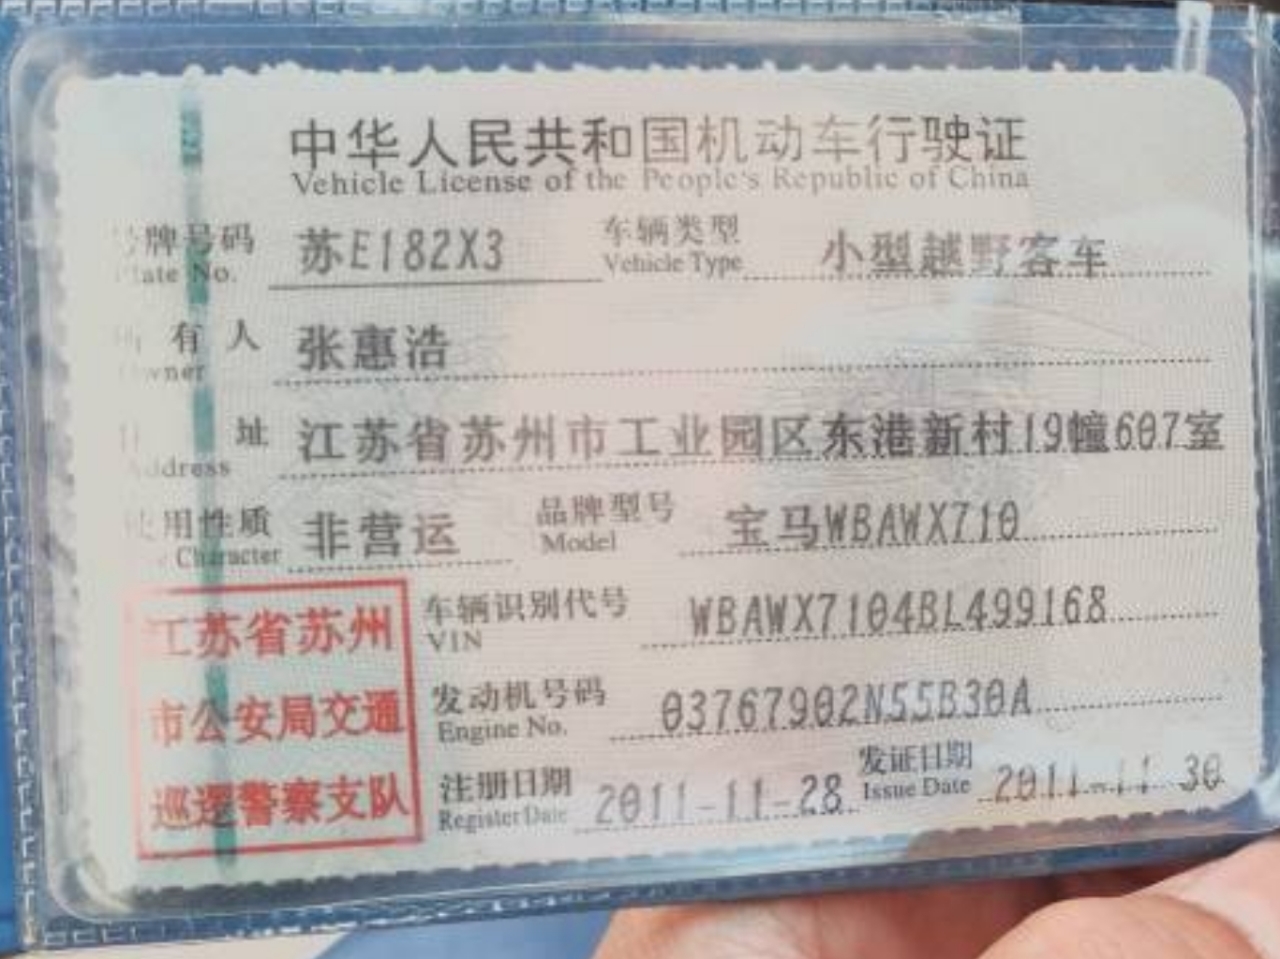 中华人民共和国机动车行驶证
Vehicle License of the People's Republic of China
号牌号码 苏E182X3 车辆类型 小型越野客车
Plate No. Vehicle Type
所有人 张惠浩
Owner
住址 江苏省苏州市工业园区东港新村19幢607室
Address
使用性质 非营运 品牌型号 宝马WBAWX710
Character Model
江苏省苏州 车辆识别代号 WBAWX7104BL499168
VIN
市公安局交通 发动机号码 03767902N55B30A
Engine No.
巡逻警察支队 注册日期 2011-11-28 发证日期 2011-11-30
Register Date Issue Date